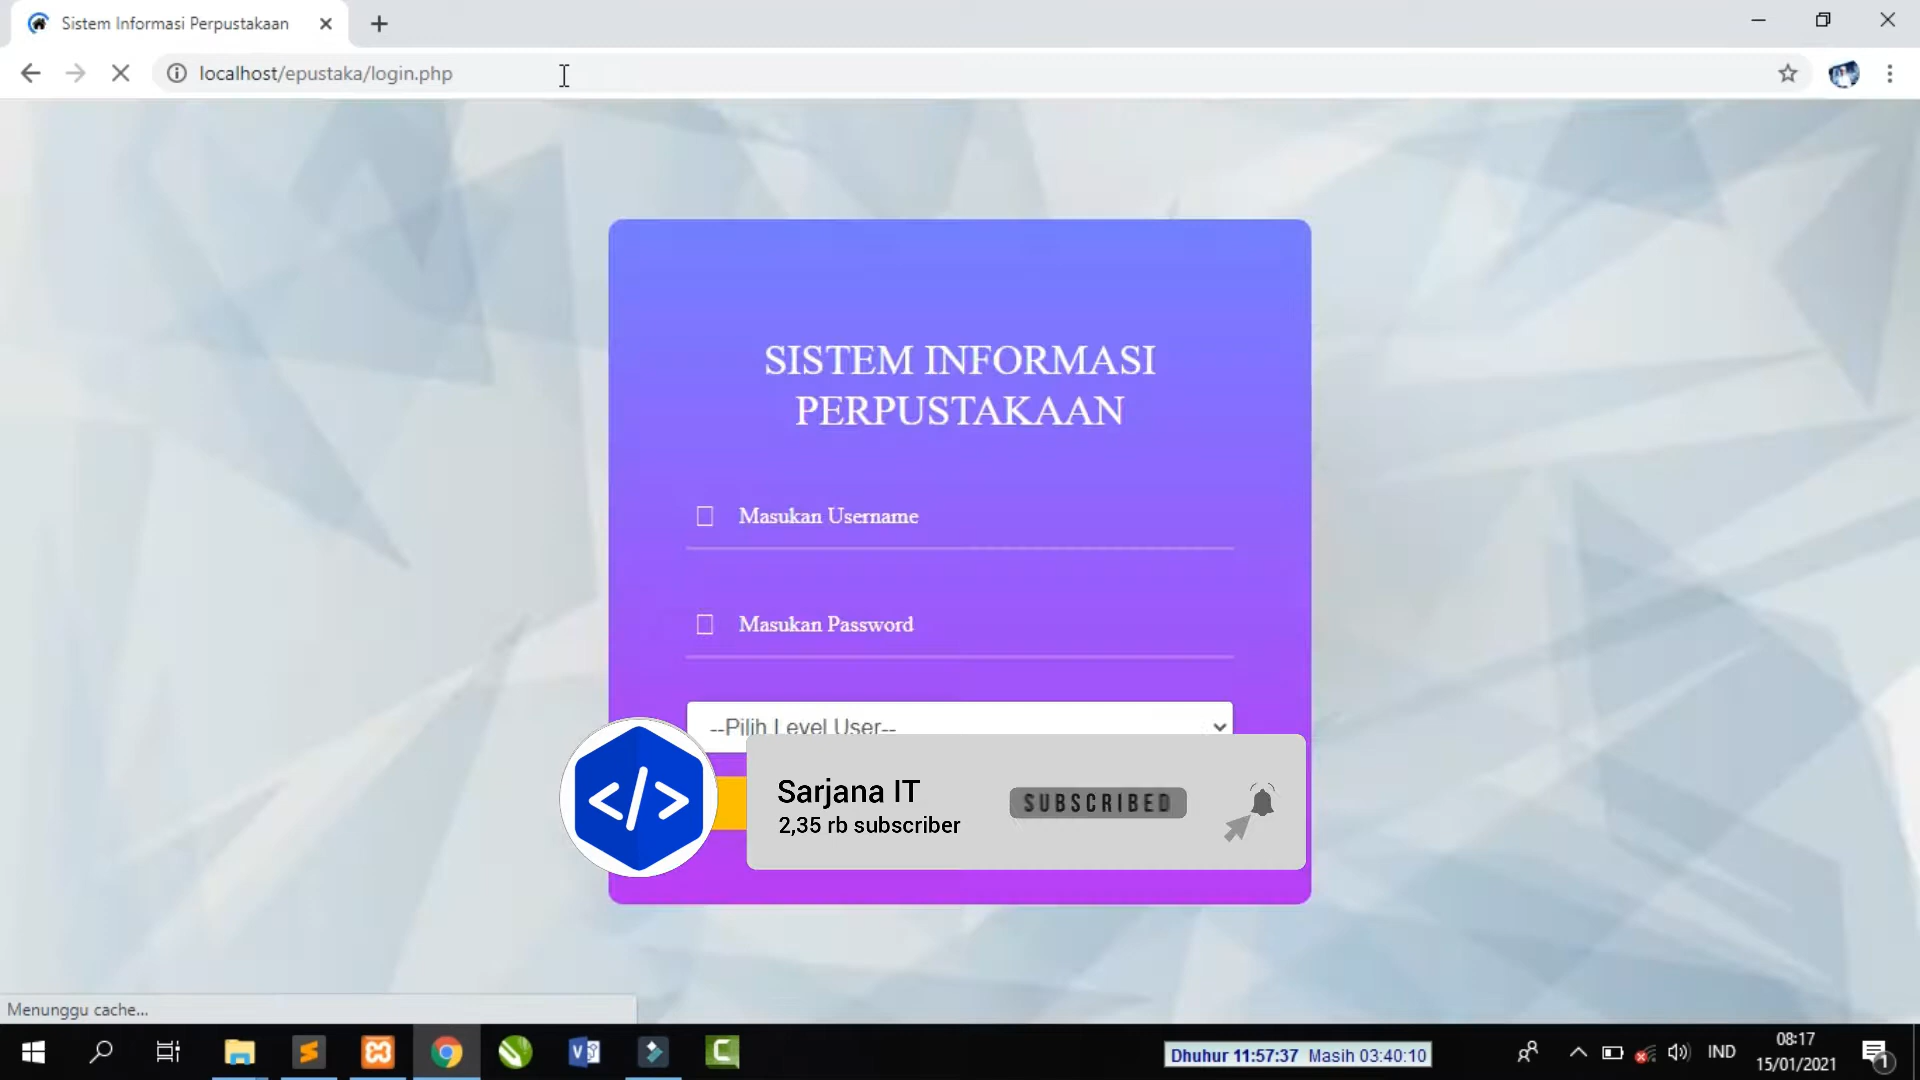 Sistem Informasi Perpustakaan
localhost/epustaka/login.php
SISTEM INFORMASI
PERPUSTAKAAN
Masukan Username
Masukan Password
--Pilih Level User--
Sarjana IT
2,35 rb subscriber
SUBSCRIBED
Menunggu cache...
Dhuhur 11:57:37 Masih 03:40:10
IND
08:17
15/01/2021
1